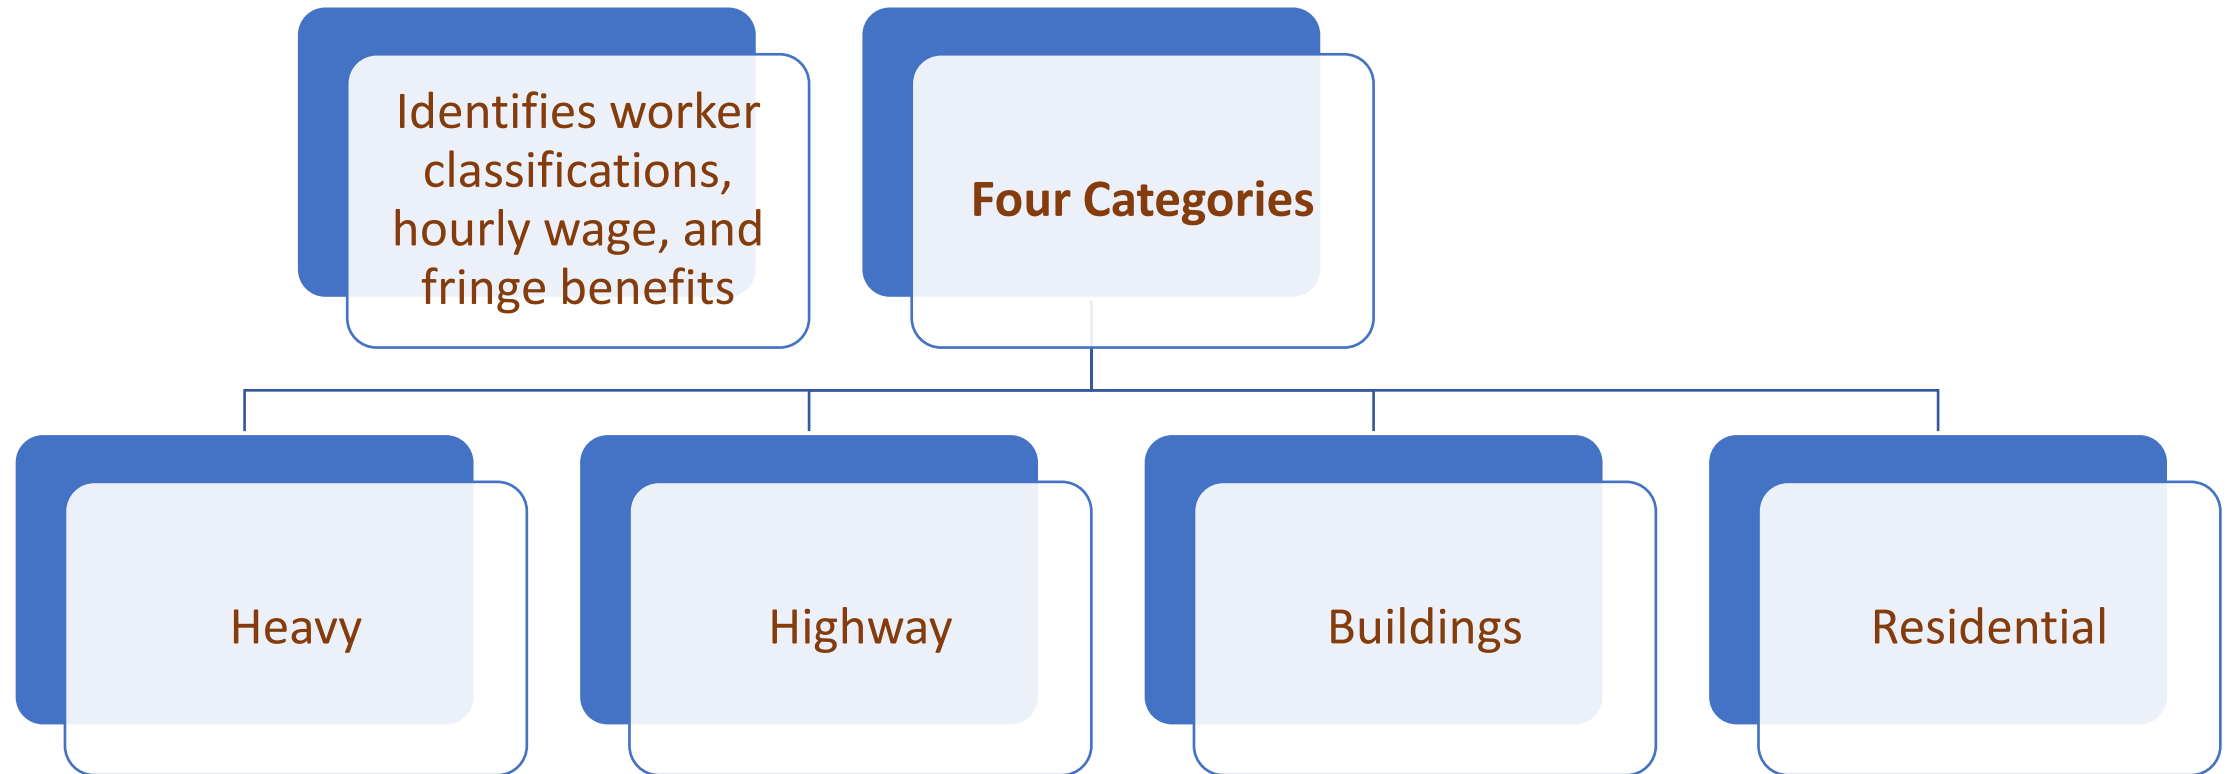 Identifies worker
classifications,
hourly wage, and
fringe benefits
Four Categories
Heavy
Highway
Buildings
Residential